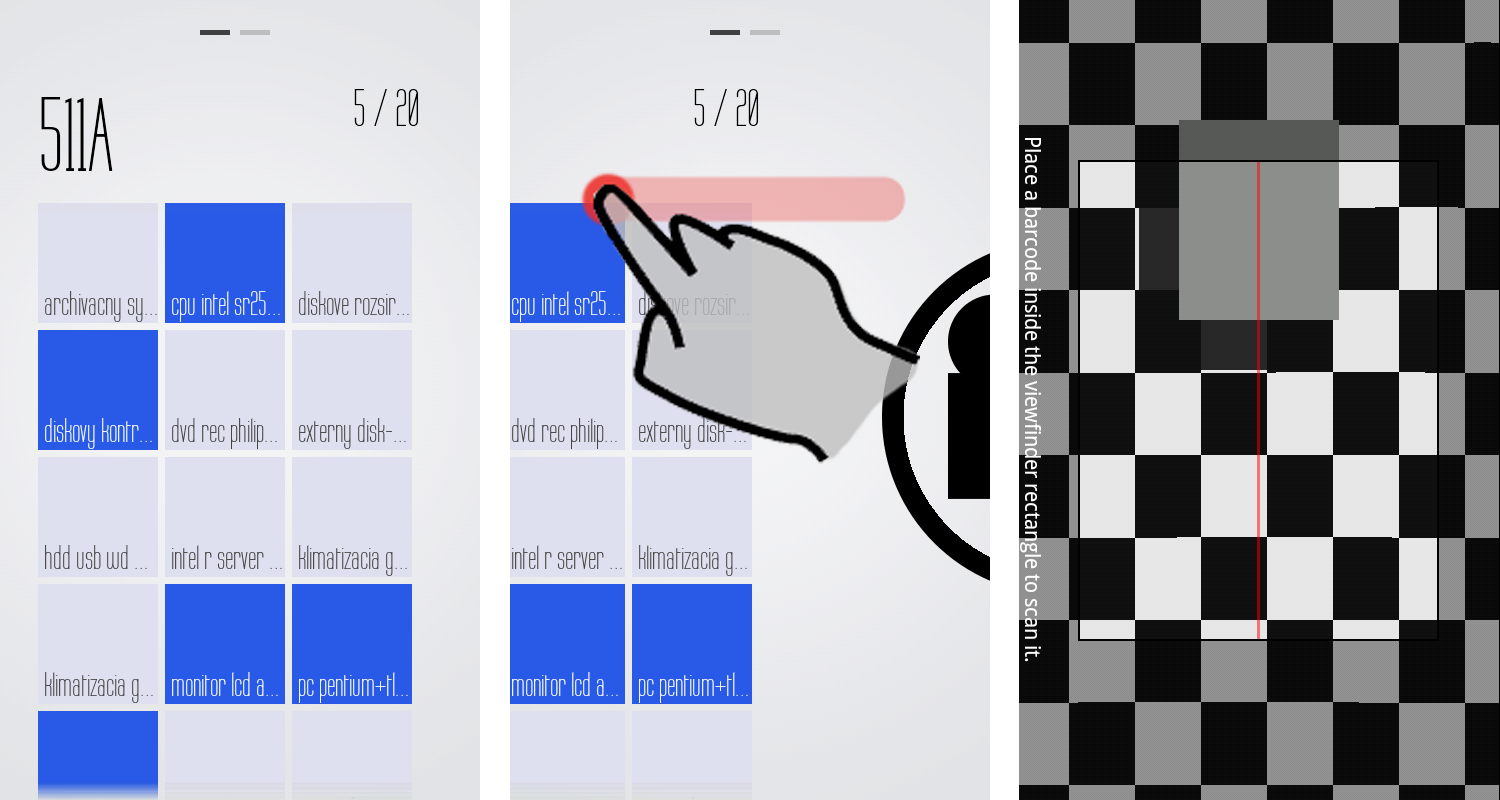 511A
5 / 20
archivacny sy...
cpu intel sr25...
diskove rozsir...
diskovy kontr...
dvd rec philip...
externy disk-...
hdd usb wd ...
intel r server ...
klimatizacia g...
klimatizacia g...
monitor lcd a...
pc pentium+tl...
5 / 20
cpu intel sr25...
diskove rozsir...
dvd rec philip...
externy disk-...
intel r server ...
klimatizacia g...
monitor lcd a...
pc pentium+tl...
Place a barcode inside the viewfinder rectangle to scan it.